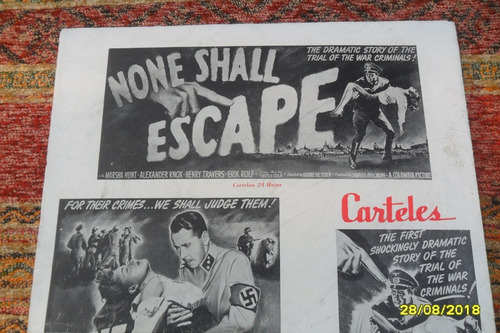 NONE SHALL
ESCAPE
THE DRAMATIC STORY OF THE
TRIAL OF THE WAR CRIMINALS!
MARSHA HUNT · ALEXANDER KNOX · HENRY TRAVERS · ERIK ROLF
A COLUMBIA PICTURE
Cartelon 24 Hojas
FOR THEIR CRIMES...WE SHALL JUDGE THEM!
Carteles
THE FIRST
SHOCKINGLY DRAMATIC
STORY OF THE
TRIAL OF
THE WAR
CRIMINALS!
28/08/2018